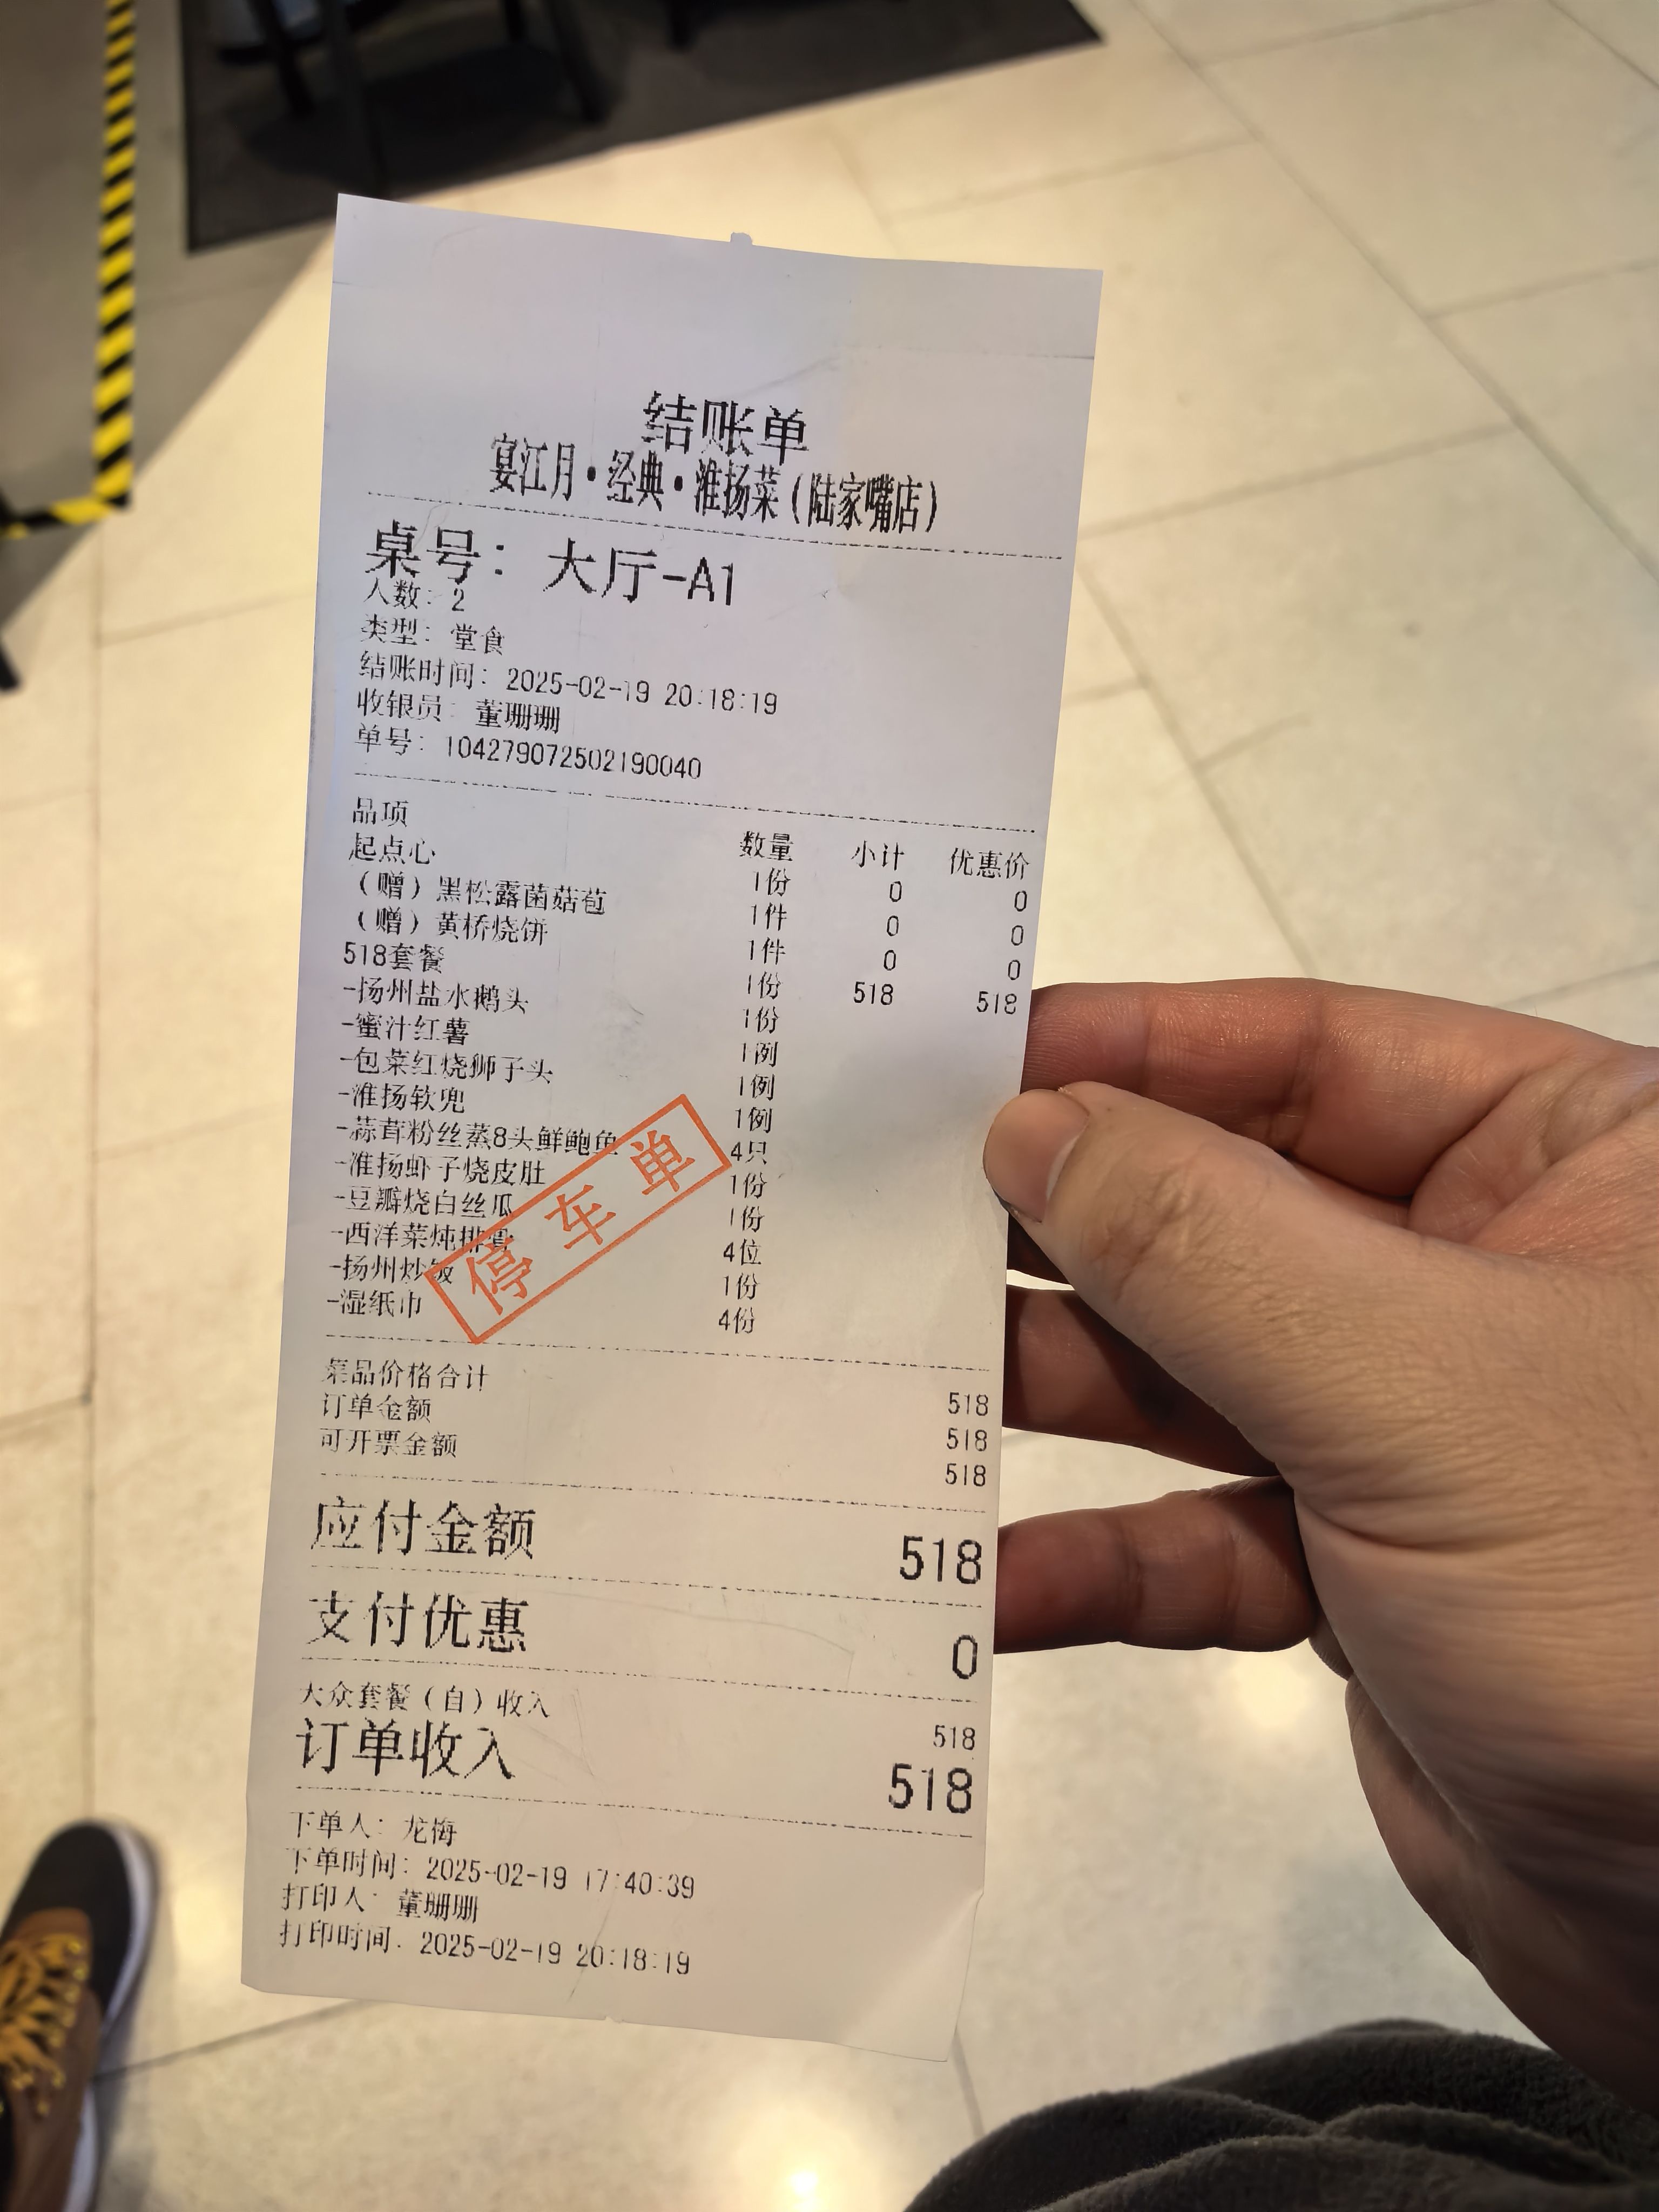 结账单
宴江月·经典·淮扬菜(陆家嘴店)
桌号: 大厅-A1
人数: 2
类型: 堂食
结账时间: 2025-02-19 20:18:19
收银员: 董珊珊
单号: 104279072502190040
品项 数量 小计 优惠价
起点心 1份 0 0
(赠)黑松露菌菇包 1件 0 0
(赠)黄桥烧饼 1件 0 0
518套餐 1份 518 518
-扬州盐水鹅头 1份
-蜜汁红薯 1例
-包菜红烧狮子头 1例
-淮扬软兜 1例
-蒜茸粉丝蒸8头鲜鲍鱼 4只
-淮扬虾子烧皮肚 1份
-豆瓣烧白丝瓜 1份
-西洋菜炖排骨 4位
-扬州炒饭 1份
-湿纸巾 4份
停车单
菜品价格合计 518
订单金额 518
可开票金额 518
应付金额 518
支付优惠 0
大众套餐(自)收入 518
订单收入 518
下单人: 龙梅
下单时间: 2025-02-19 17:40:39
打印人: 董珊珊
打印时间: 2025-02-19 20:18:19